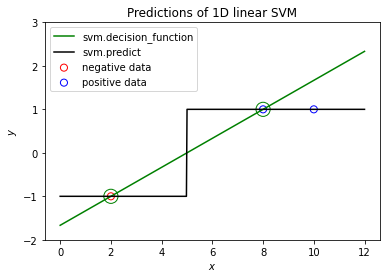 Predictions of 1D linear SVM
3
2
1
0
−1
−2
y
svm.decision_function
svm.predict
negative data
positive data
0 2 4 6 8 10 12
x